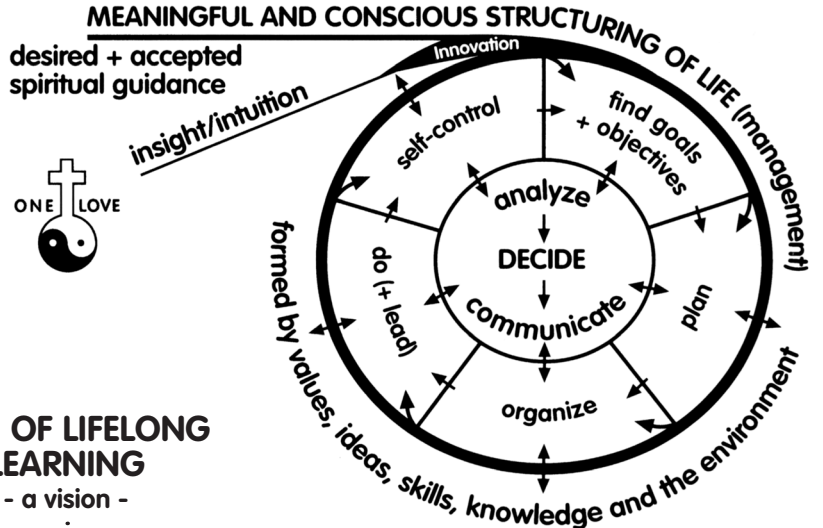 MEANINGFUL AND CONSCIOUS STRUCTURING OF LIFE (management)
desired + accepted
spiritual guidance
Innovation
insight/intuition
self-control
find goals
+ objectives
analyze
DECIDE
communicate
do (+ lead)
plan
organize
formed by values, ideas, skills, knowledge and the environment
ONE LOVE
OF LIFELONG
LEARNING
- a vision -